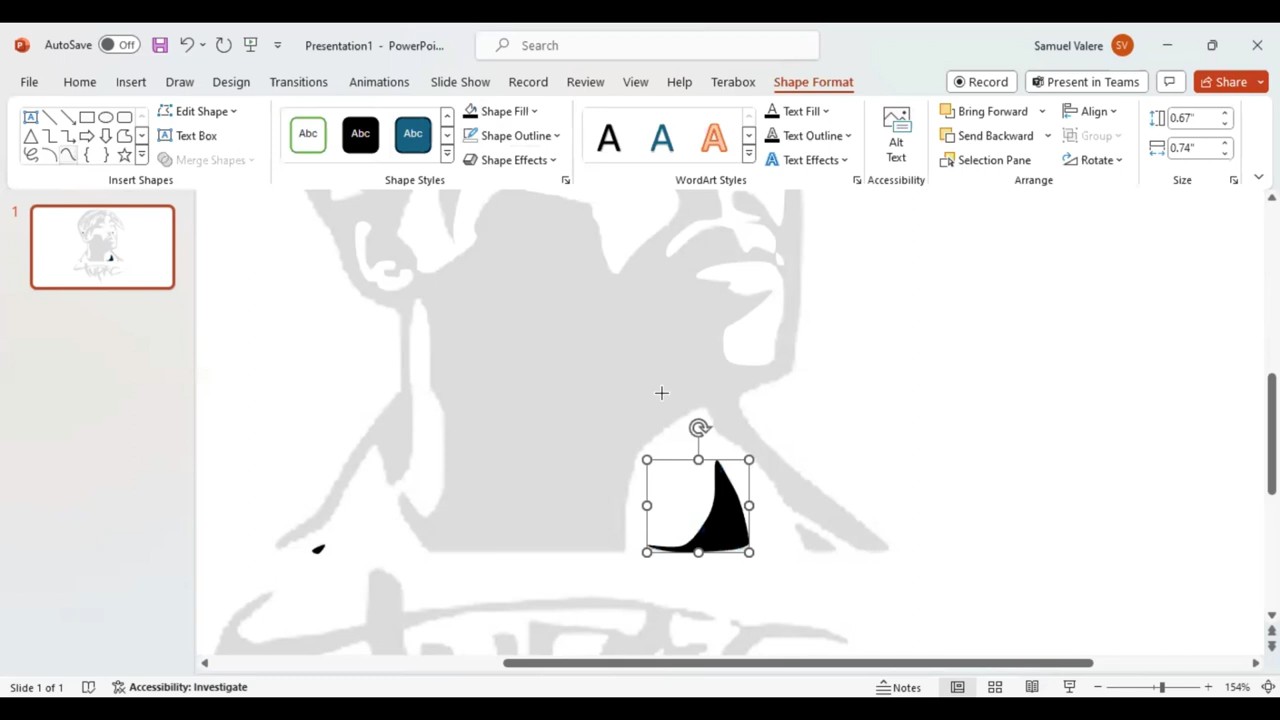 AutoSave Off Presentation1 - PowerPoi... Search Samuel Valere SV
File Home Insert Draw Design Transitions Animations Slide Show Record Review View Help Terabox Shape Format Record Present in Teams Share
Edit Shape
Text Box
Merge Shapes
Insert Shapes
Abc Abc Abc
Shape Fill
Shape Outline
Shape Effects
Shape Styles
A A A
Text Fill
Text Outline
Text Effects
WordArt Styles
Alt
Text
Accessibility
Bring Forward
Send Backward
Selection Pane
Align
Group
Rotate
Arrange
0.67"
0.74"
Size
1
TUPAC
Slide 1 of 1 Accessibility: Investigate Notes 154%